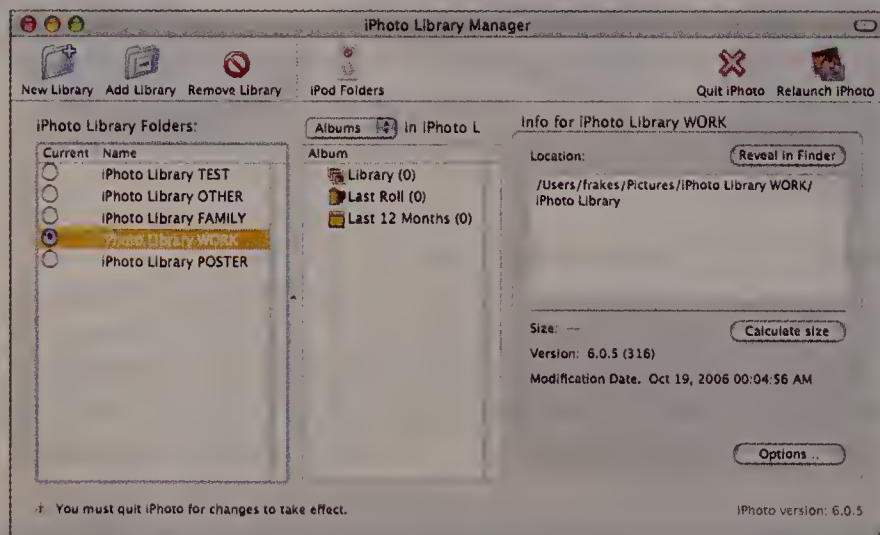 iPhoto Library Manager
New Library Add Library Remove Library iPod Folders Quit iPhoto Relaunch iPhoto
iPhoto Library Folders:
Current Name
iPhoto Library TEST
iPhoto Library OTHER
iPhoto Library FAMILY
iPhoto Library WORK
iPhoto Library POSTER
Albums in iPhoto L
Album
Library (0)
Last Roll (0)
Last 12 Months (0)
Info for iPhoto Library WORK
Location: Reveal in Finder
/Users/frakes/Pictures/iPhoto Library WORK/
iPhoto Library
Size: -- Calculate size
Version: 6.0.5 (316)
Modification Date. Oct 19, 2006 00:04:56 AM
Options ..
You must quit iPhoto for changes to take effect.
iPhoto version: 6.0.5